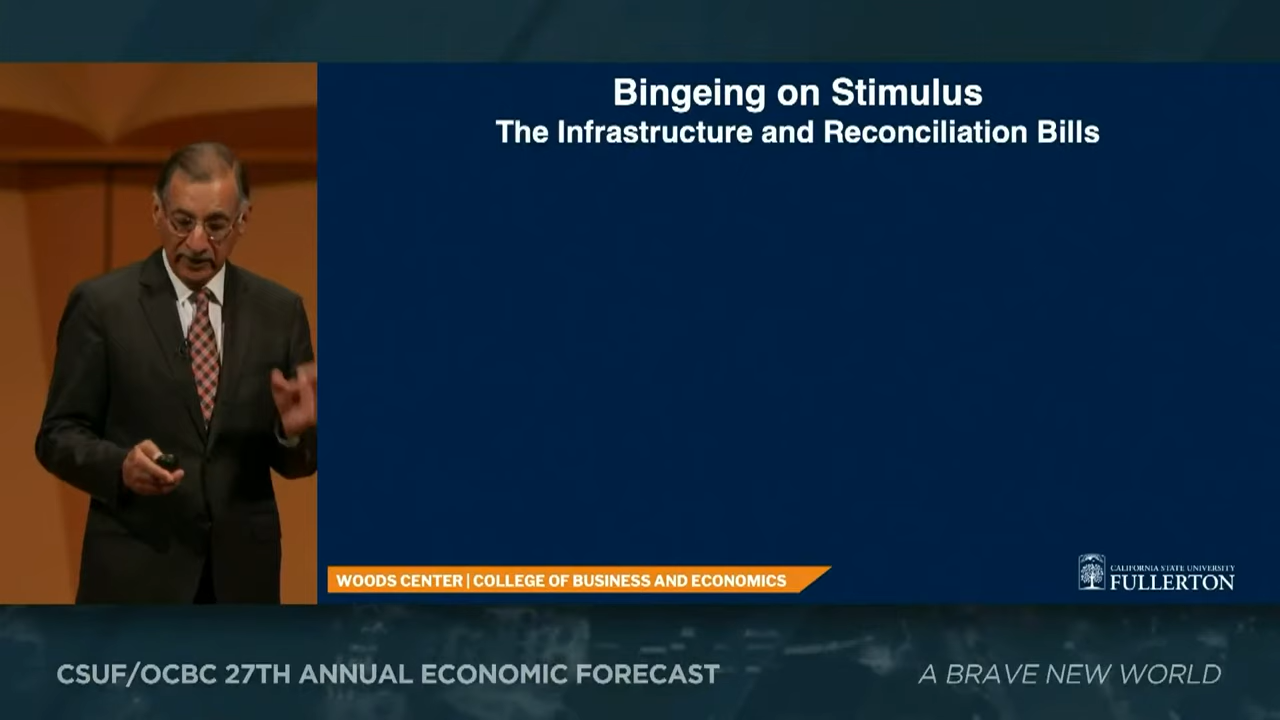 Bingeing on Stimulus
The Infrastructure and Reconciliation Bills
WOODS CENTER | COLLEGE OF BUSINESS AND ECONOMICS
CALIFORNIA STATE UNIVERSITY
FULLERTON
CSUF/OCBC 27TH ANNUAL ECONOMIC FORECAST
A BRAVE NEW WORLD